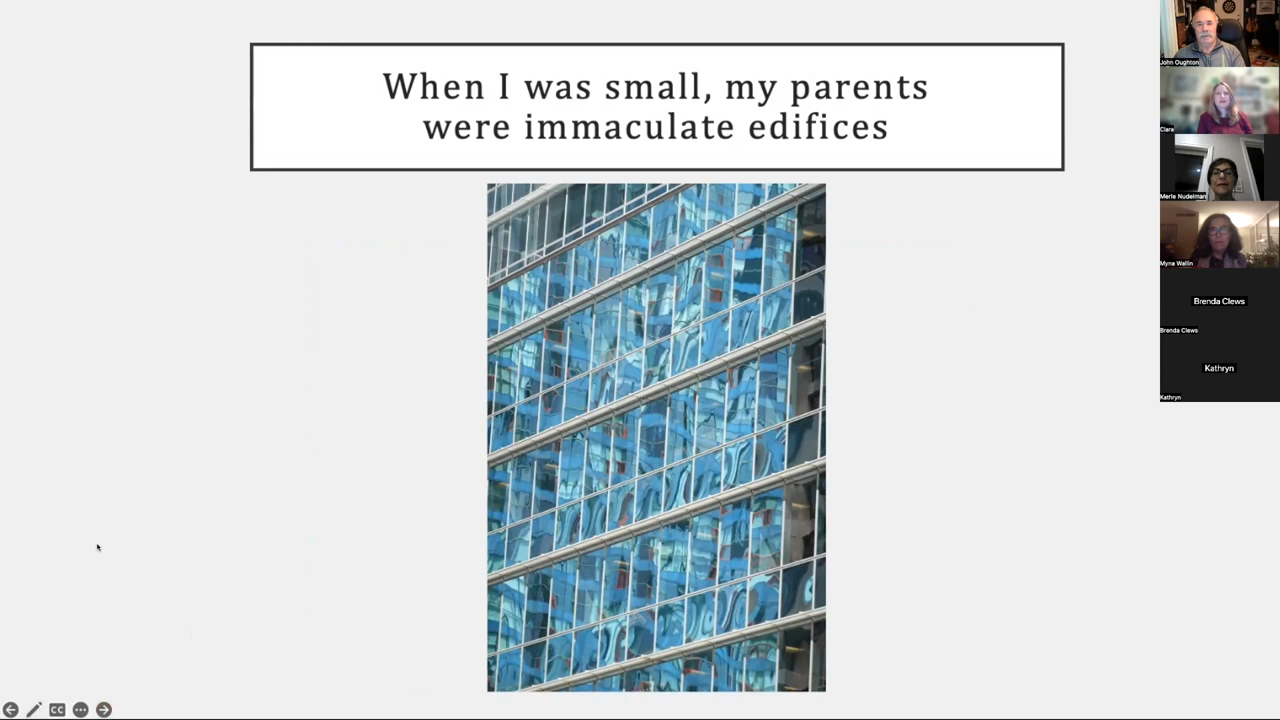 When I was small, my parents
were immaculate edifices
John Oughton
Clara
Merle Nudelman
Myna Wallin
Brenda Clews
Brenda Clews
Kathryn
Kathryn
CC